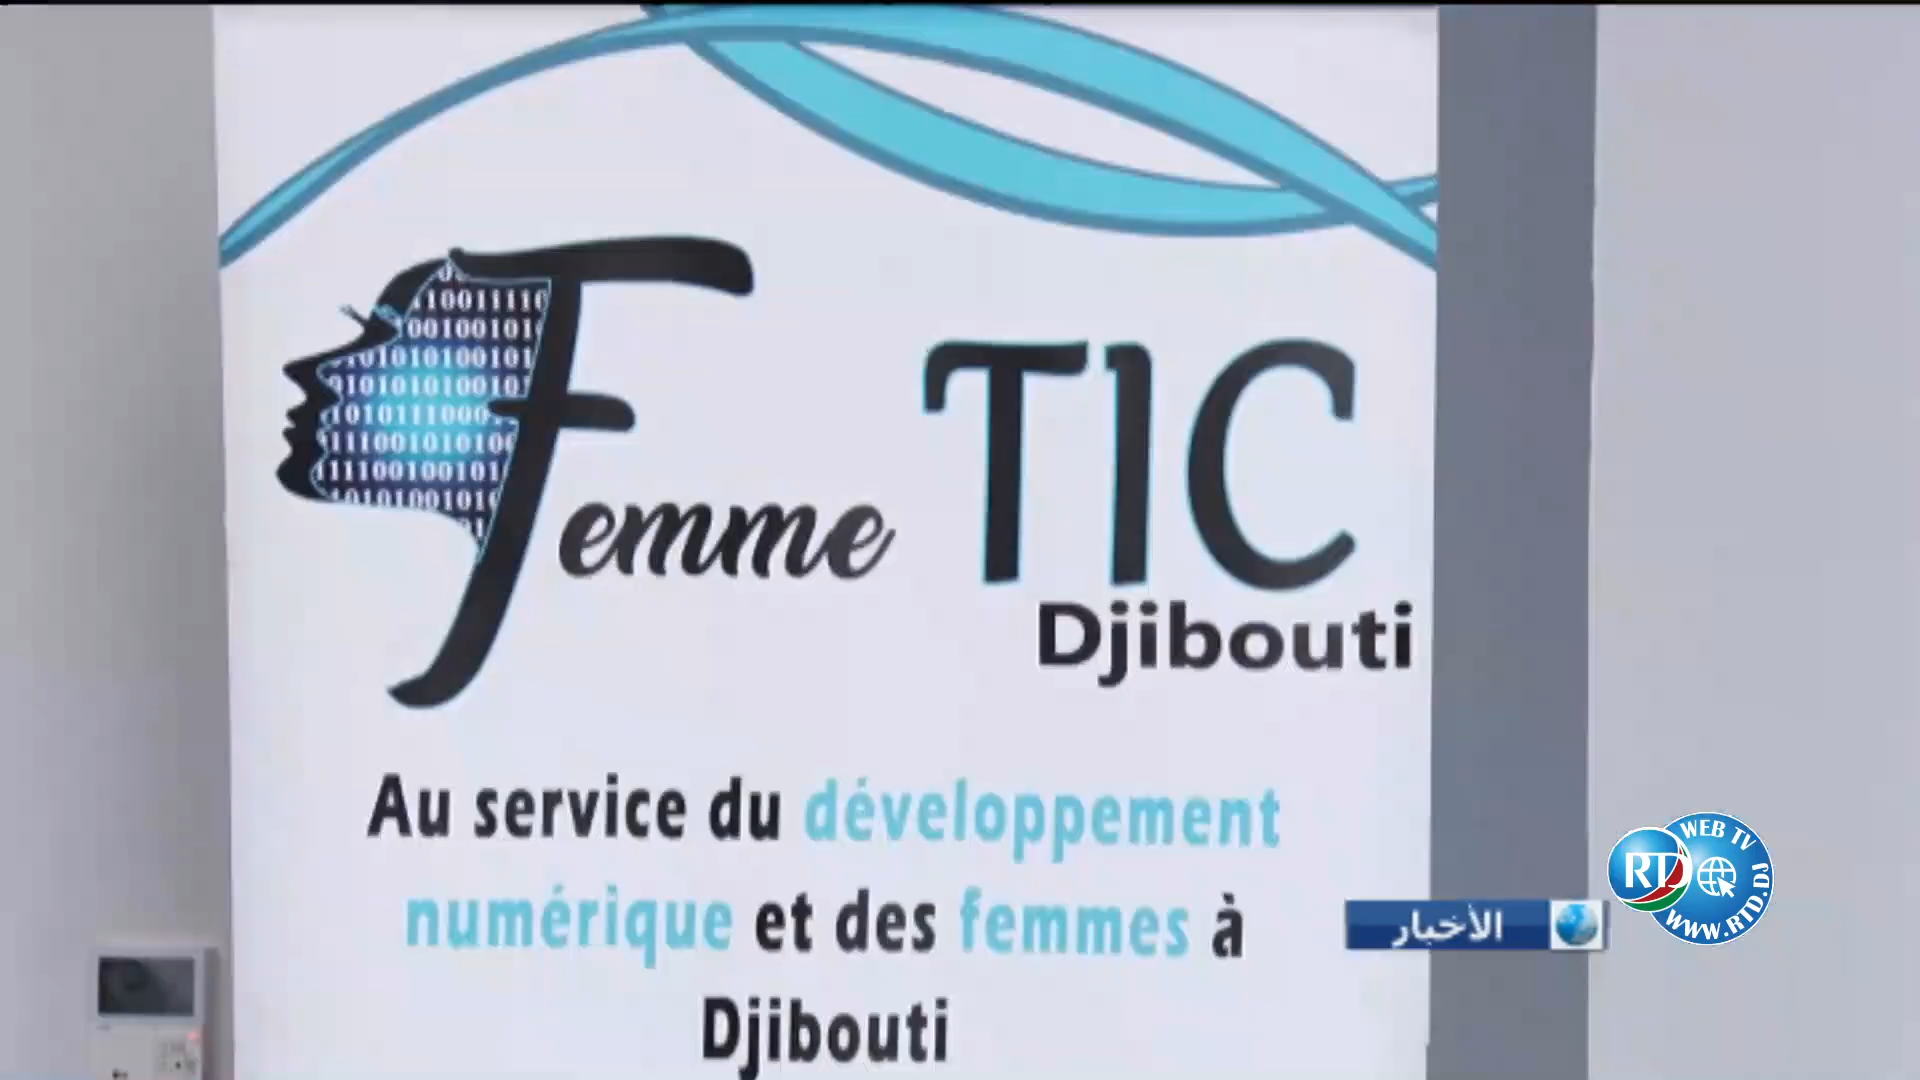 Femme TIC
Djibouti
Au service du développement
numérique et des femmes à
Djibouti
الأخبار
WEB TV
RTD
WWW.RTD.DJ